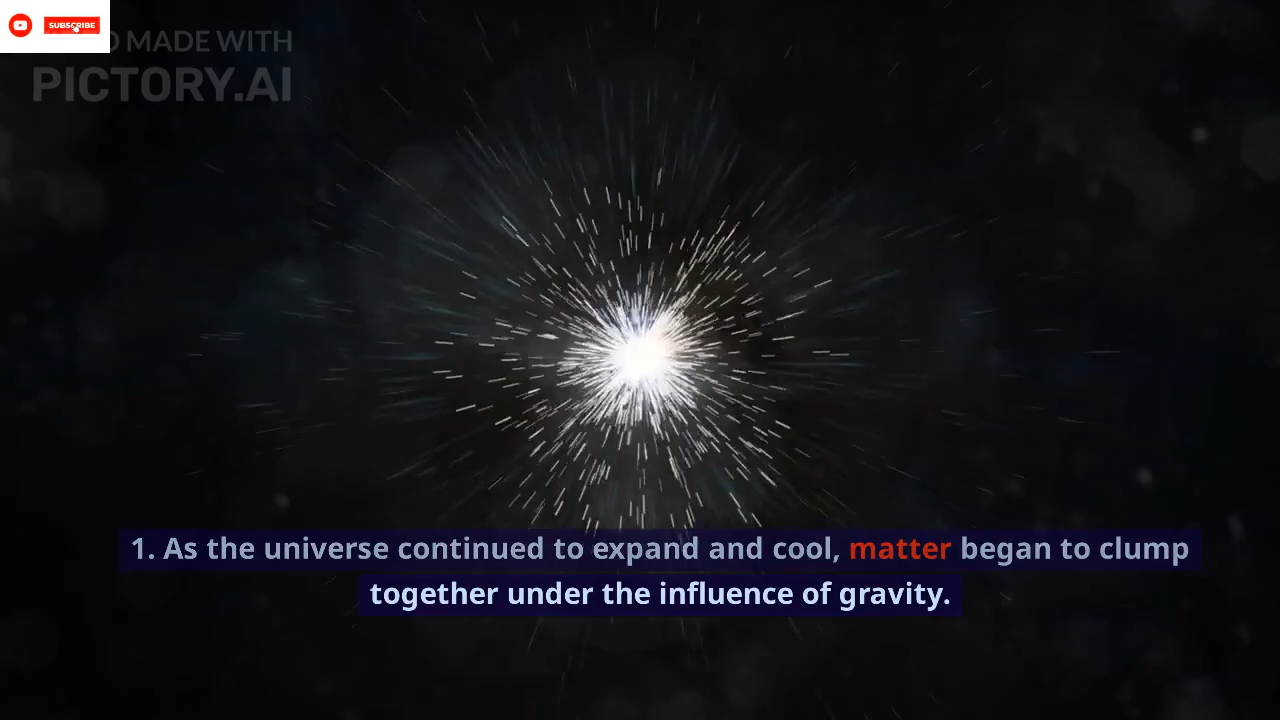 SUBSCRIBE
MADE WITH
PICTORY.AI
1. As the universe continued to expand and cool, matter began to clump
together under the influence of gravity.